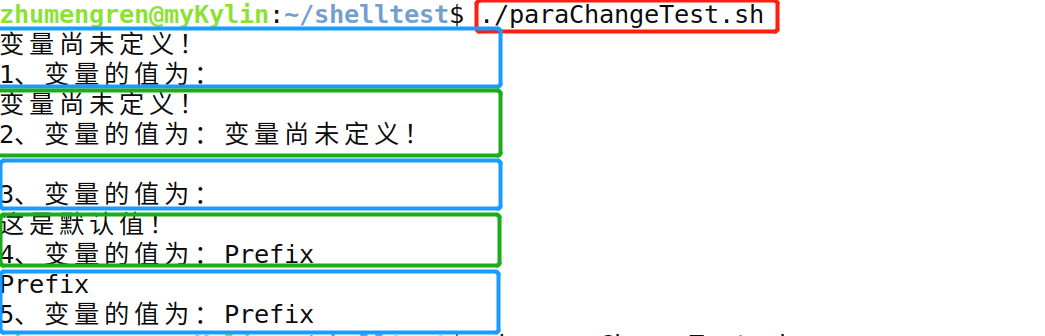 zhumengren@myKylin:~/shelltest$ ./paraChangeTest.sh
变量尚未定义！
1、变量的值为：
变量尚未定义！
2、变量的值为：变量尚未定义！
3、变量的值为：
这是默认值！
4、变量的值为：Prefix
Prefix
5、变量的值为：Prefix